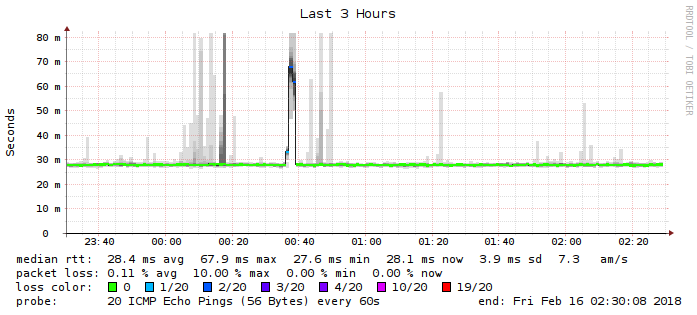 Last 3 Hours
RRDTOOL / TOBI OETIKER
Seconds
80 m
70 m
60 m
50 m
40 m
30 m
20 m
10 m
0
23:40 00:00 00:20 00:40 01:00 01:20 01:40 02:00 02:20
median rtt: 28.4 ms avg 67.9 ms max 27.6 ms min 28.1 ms now 3.9 ms sd 7.3 am/s
packet loss: 0.11 % avg 10.00 % max 0.00 % min 0.00 % now
loss color: 0 1/20 2/20 3/20 4/20 10/20 19/20
probe: 20 ICMP Echo Pings (56 Bytes) every 60s end: Fri Feb 16 02:30:08 2018